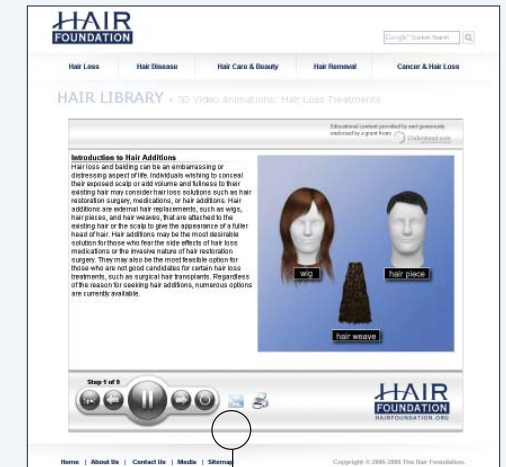 HAIR
FOUNDATION
Google™ Custom Search
Hair Loss Hair Disease Hair Care & Beauty Hair Removal Cancer & Hair Loss
HAIR LIBRARY › 3D Video Animations: Hair Loss Treatments
Educational content provided by and generously
endorsed by a grant from: Understand.com
Introduction to Hair Additions
Hair loss and balding can be an embarrassing or
distressing aspect of life. Individuals wishing to conceal
their exposed scalp or add volume and fullness to their
existing hair may consider hair loss solutions such as hair
restoration surgery, medications, or hair additions. Hair
additions are external hair replacements, such as wigs,
hair pieces, and hair weaves, that are attached to the
existing hair or the scalp to give the appearance of a fuller
head of hair. Hair additions may be the most desirable
solution for those who fear the side effects of hair loss
medications or the invasive nature of hair restoration
surgery. They may also be the most feasible option for
those who are not good candidates for certain hair loss
treatments, such as surgical hair transplants. Regardless
of the reason for seeking hair additions, numerous options
are currently available.
wig
hair piece
hair weave
Step 1 of 9
HAIR
FOUNDATION
HAIRFOUNDATION.ORG
Home | About Us | Contact Us | Media | Sitemap
Copyright © 2006-2008 The Hair Foundation.